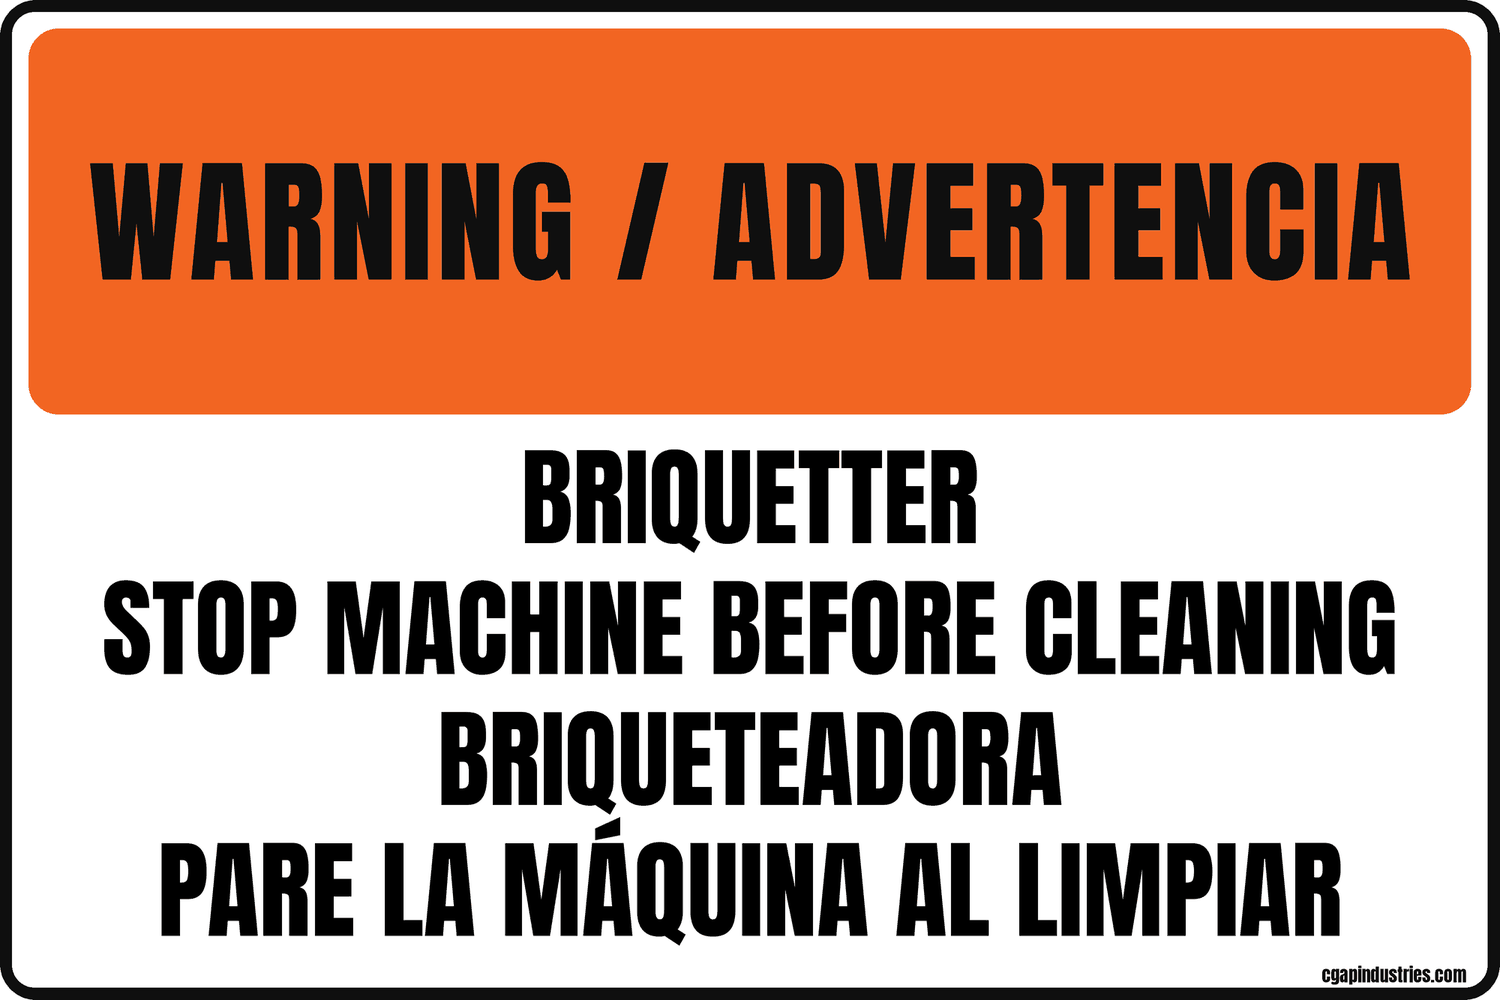 WARNING / ADVERTENCIA
BRIQUETTER
STOP MACHINE BEFORE CLEANING
BRIQUETEADORA
PARE LA MÁQUINA AL LIMPIAR
cgapindustries.com